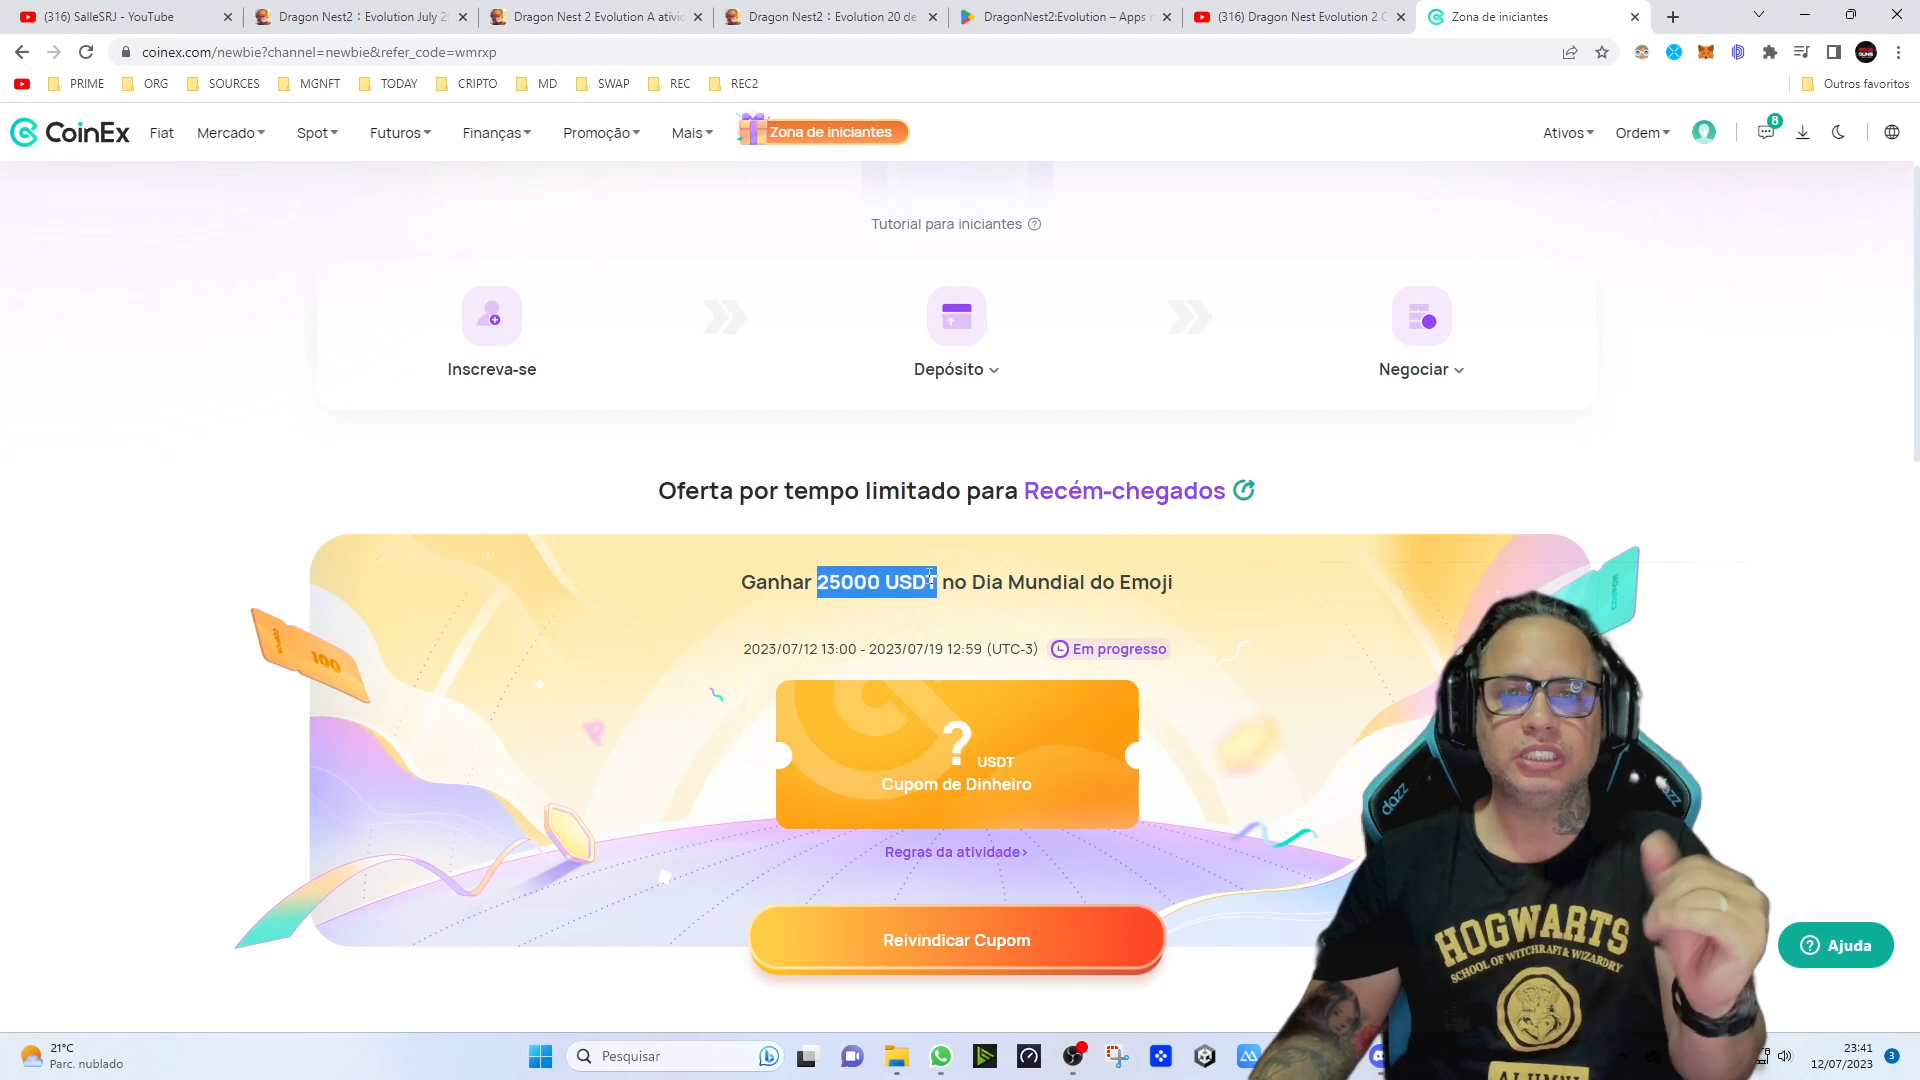 (316) SalleSRJ - YouTube
Dragon Nest2：Evolution July 2
Dragon Nest 2 Evolution A ativi
Dragon Nest2：Evolution 20 de
DragonNest2:Evolution – Apps
(316) Dragon Nest Evolution 2 C
Zona de iniciantes
coinex.com/newbie?channel=newbie&refer_code=wmrxp
PRIME
ORG
SOURCES
MGNFT
TODAY
CRIPTO
MD
SWAP
REC
REC2
Outros favoritos
CoinEx
Fiat
Mercado
Spot
Futuros
Finanças
Promoção
Mais
Zona de iniciantes
Ativos
Ordem
8
Tutorial para iniciantes
Inscreva-se
Depósito
Negociar
Oferta por tempo limitado para Recém-chegados
Ganhar 25000 USDT no Dia Mundial do Emoji
2023/07/12 13:00 - 2023/07/19 12:59 (UTC-3) Em progresso
100
? USDT
Cupom de Dinheiro
Regras da atividade›
Reivindicar Cupom
dazz
dazz
HOGWARTS
SCHOOL OF WITCHCRAFT & WIZARDRY
ALUMNI
Ajuda
21°C
Parc. nublado
Pesquisar
23:41
12/07/2023
3